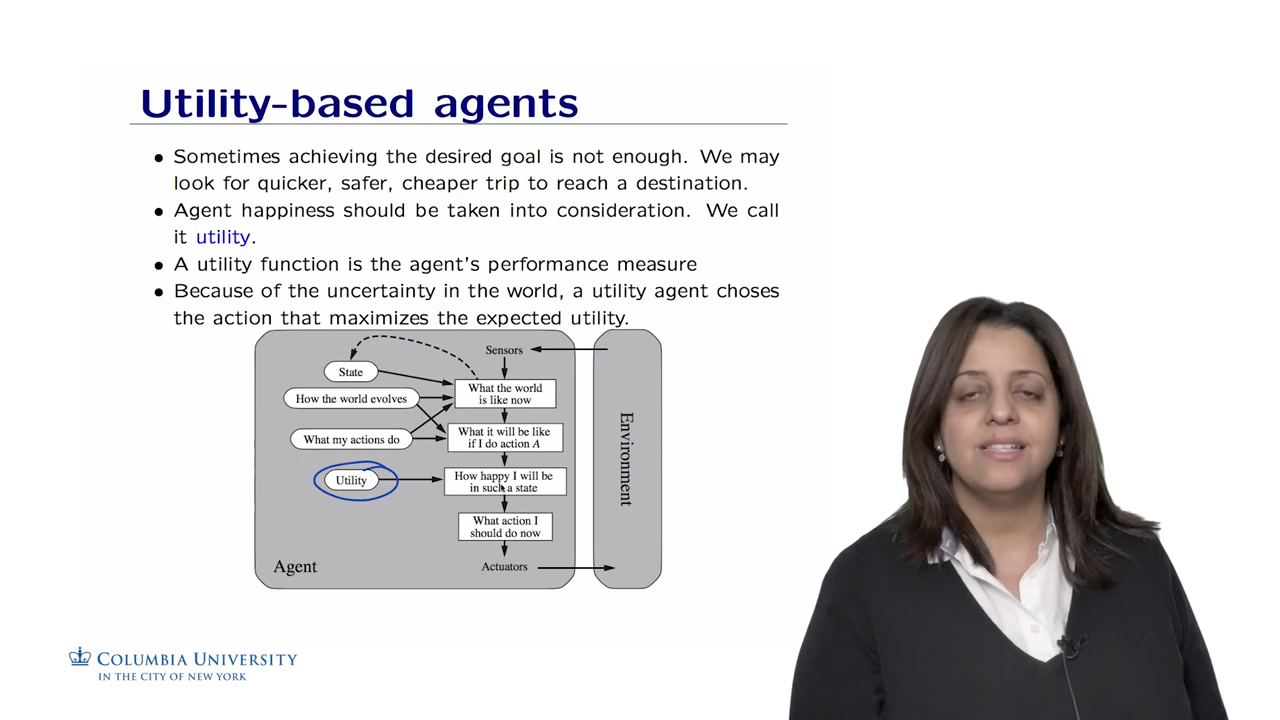 Utility-based agents
• Sometimes achieving the desired goal is not enough. We may
look for quicker, safer, cheaper trip to reach a destination.
• Agent happiness should be taken into consideration. We call
it utility.
• A utility function is the agent's performance measure
• Because of the uncertainty in the world, a utility agent choses
the action that maximizes the expected utility.
Sensors
State
How the world evolves
What my actions do
Utility
What the world
is like now
What it will be like
if I do action A
How happy I will be
in such a state
What action I
should do now
Agent
Actuators
Environment
COLUMBIA UNIVERSITY
IN THE CITY OF NEW YORK